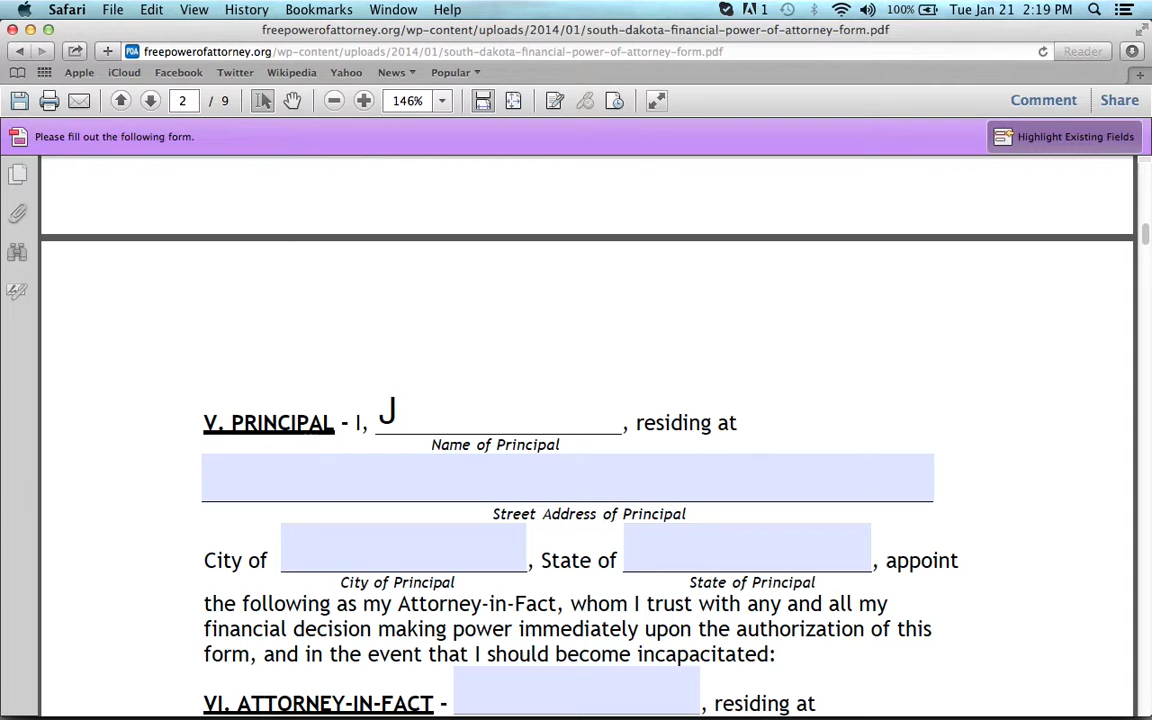 Safari File Edit View History Bookmarks Window Help 1 100% Tue Jan 21 2:19 PM
freepowerofattorney.org/wp-content/uploads/2014/01/south-dakota-financial-power-of-attorney-form.pdf
POA freepowerofattorney.org/wp-content/uploads/2014/01/south-dakota-financial-power-of-attorney-form.pdf Reader
Apple iCloud Facebook Twitter Wikipedia Yahoo News Popular
2 / 9 146% Comment Share
Please fill out the following form. Highlight Existing Fields
V. PRINCIPAL - I, J, residing at
Name of Principal
Street Address of Principal
City of , State of , appoint
City of Principal State of Principal
the following as my Attorney-in-Fact, whom I trust with any and all my
financial decision making power immediately upon the authorization of this
form, and in the event that I should become incapacitated:
VI. ATTORNEY-IN-FACT - , residing at